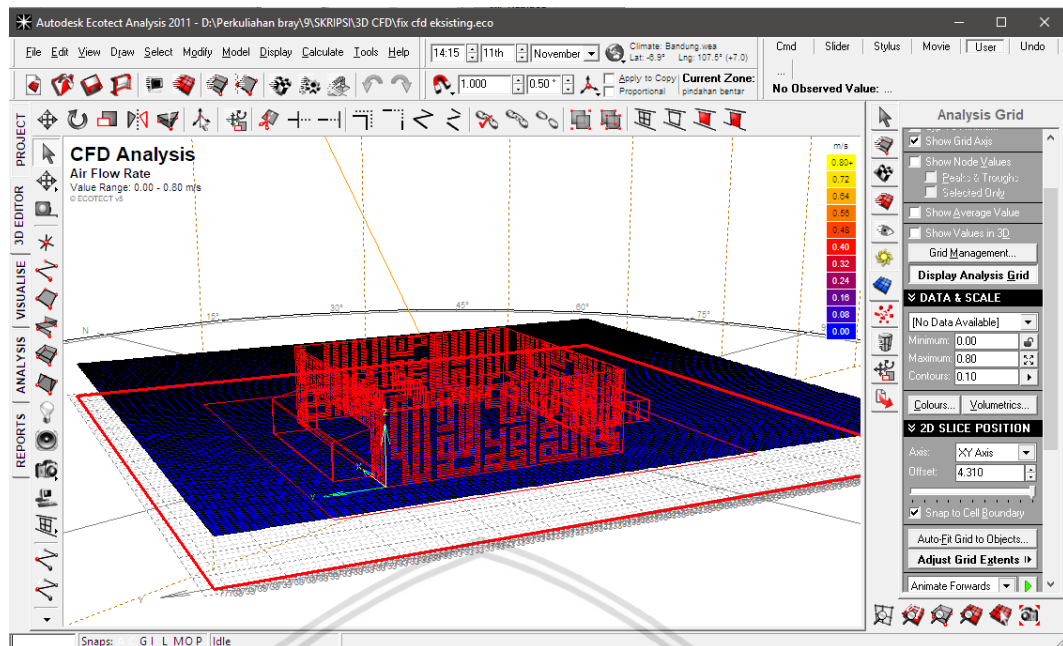 Autodesk Ecotect Analysis 2011 - D:\Perkuliahan bray\9\SKRIPSI\3D CFD\fix cfd eksisting.eco
File Edit View Draw Select Modify Model Display Calculate Tools Help
14:15 11th November
Climate: Bandung.wea
Lat: -6.9° Lng: 107.5° (+7.0)
Cmd Slider Stylus Movie User Undo
...
No Observed Value: ...
1.000 0.50°
Apply to Copy
Proportional
Current Zone:
pindahan bentar
PROJECT
3D EDITOR
VISUALISE
ANALYSIS
REPORTS
CFD Analysis
Air Flow Rate
Value Range: 0.00 - 0.80 m/s
© ECOTECT v5
m/s
0.80+
0.72
0.64
0.56
0.48
0.40
0.32
0.24
0.16
0.08
0.00
N
15°
30°
45°
60°
75°
Y
Analysis Grid
Show Grid Axis
Show Node Values
Peaks & Troughs
Selected Only
Show Average Value
Show Values in 3D
Grid Management...
Display Analysis Grid
DATA & SCALE
[No Data Available]
Minimum: 0.00
Maximum: 0.80
Contours: 0.10
Colours... Volumetrics...
2D SLICE POSITION
Axis: XY Axis
Offset: 4.310
Snap to Cell Boundary
Auto-Fit Grid to Objects...
Adjust Grid Extents
Animate Forwards
Snaps: G I L M O P Idle